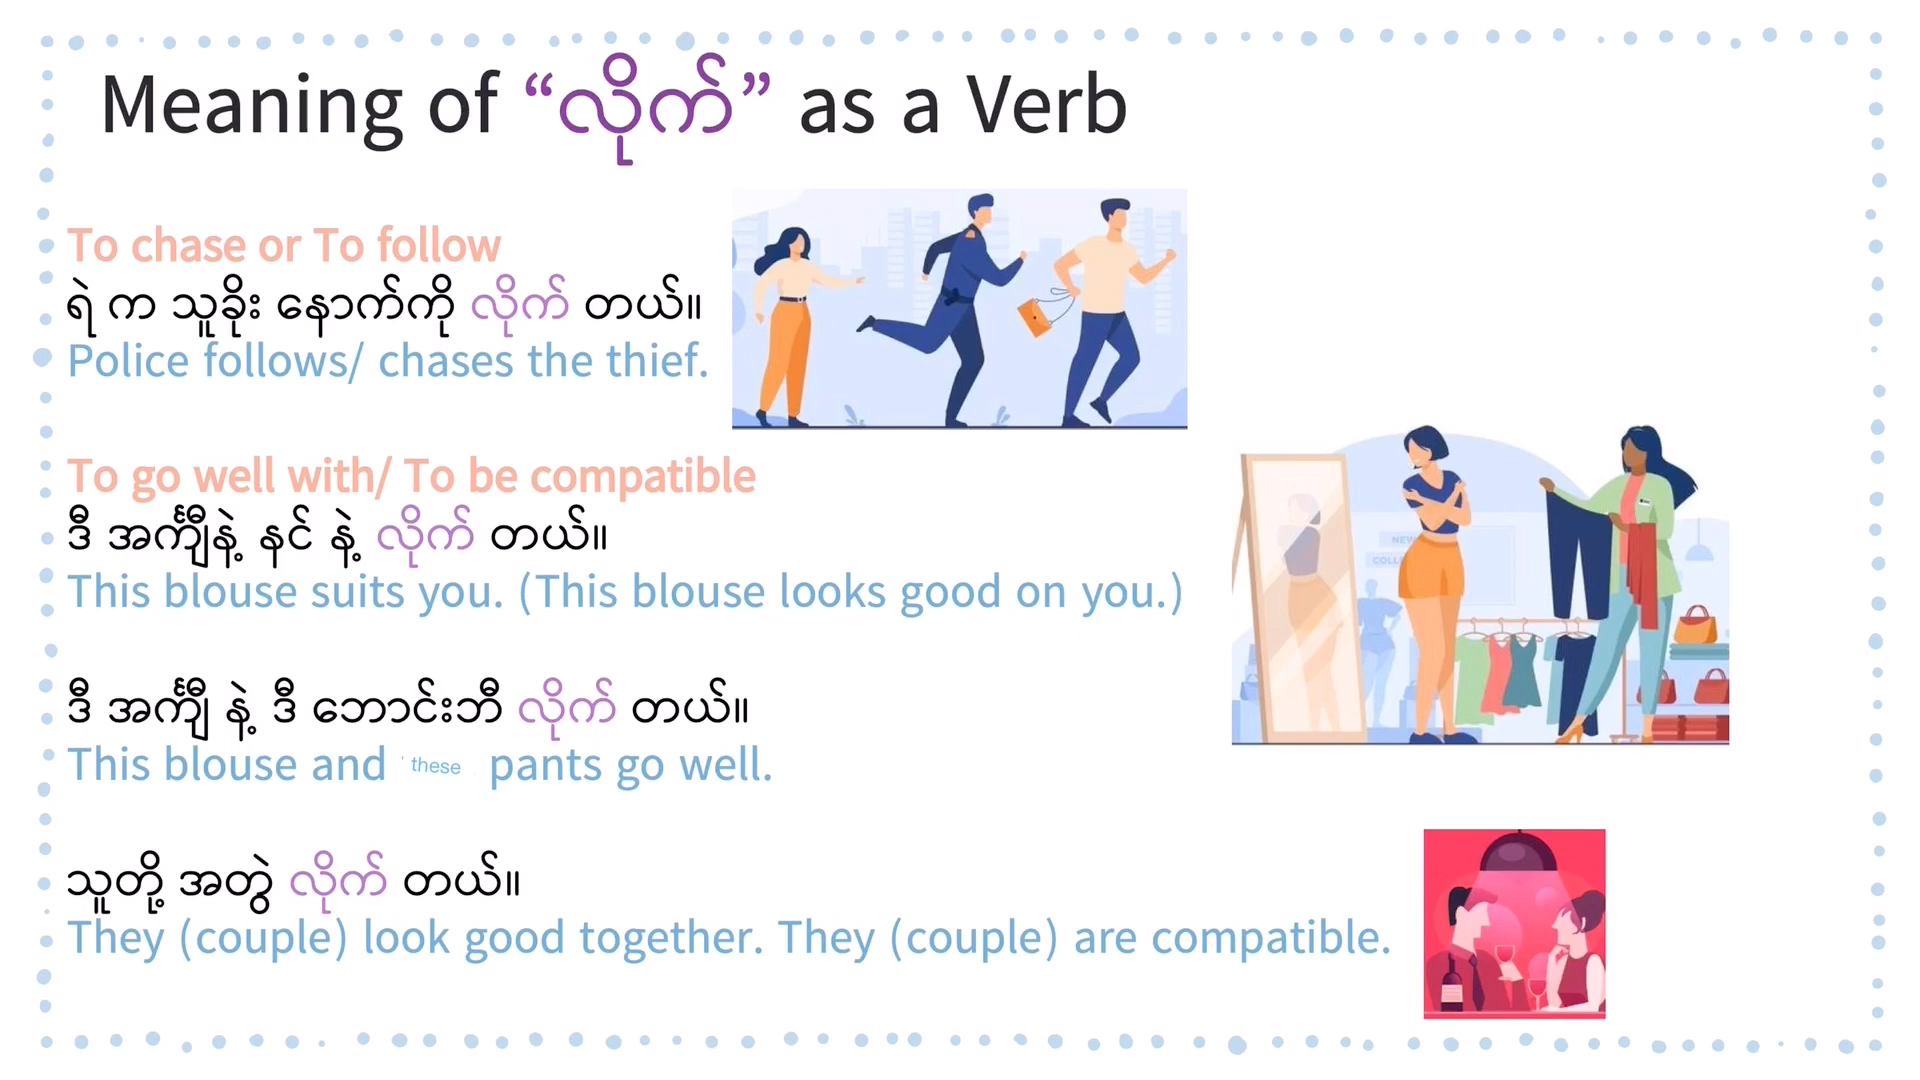 Meaning of “လိုက်” as a Verb
To chase or To follow
ရဲ က သူခိုး နောက်ကို လိုက် တယ်။
Police follows/ chases the thief.
To go well with/ To be compatible
ဒီ အင်္ကျီနဲ့ နင် နဲ့ လိုက် တယ်။
This blouse suits you. (This blouse looks good on you.)
ဒီ အင်္ကျီ နဲ့ ဒီ ဘောင်းဘီ လိုက် တယ်။
This blouse and these pants go well.
သူတို့ အတွဲ လိုက် တယ်။
They (couple) look good together. They (couple) are compatible.
NEW
COLL